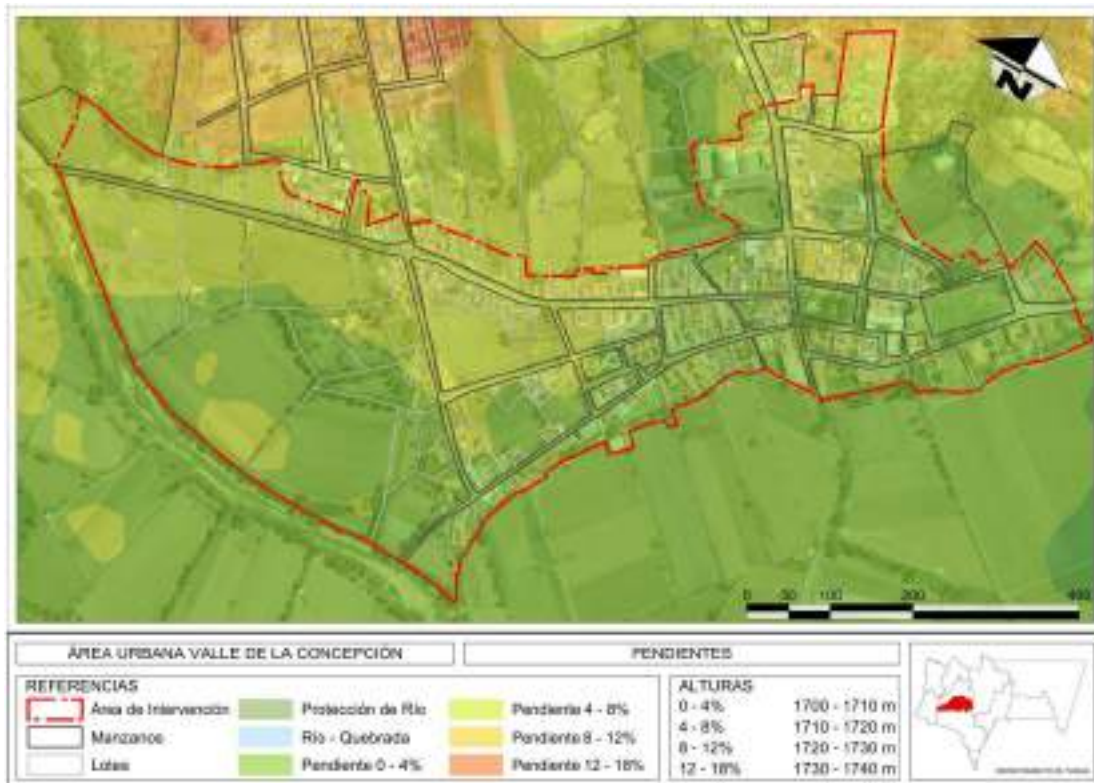 N
0 50 100 200 400
ÁREA URBANA VALLE DE LA CONCEPCIÓN
PENDIENTES
REFERENCIAS
Área de Intervención
Manzanos
Lotes
Protección de Río
Río - Quebrada
Pendiente 0 - 4%
Pendiente 4 - 8%
Pendiente 8 - 12%
Pendiente 12 - 18%
ALTURAS
0 - 4% 1700 - 1710 m
4 - 8% 1710 - 1720 m
8 - 12% 1720 - 1730 m
12 - 18% 1730 - 1740 m